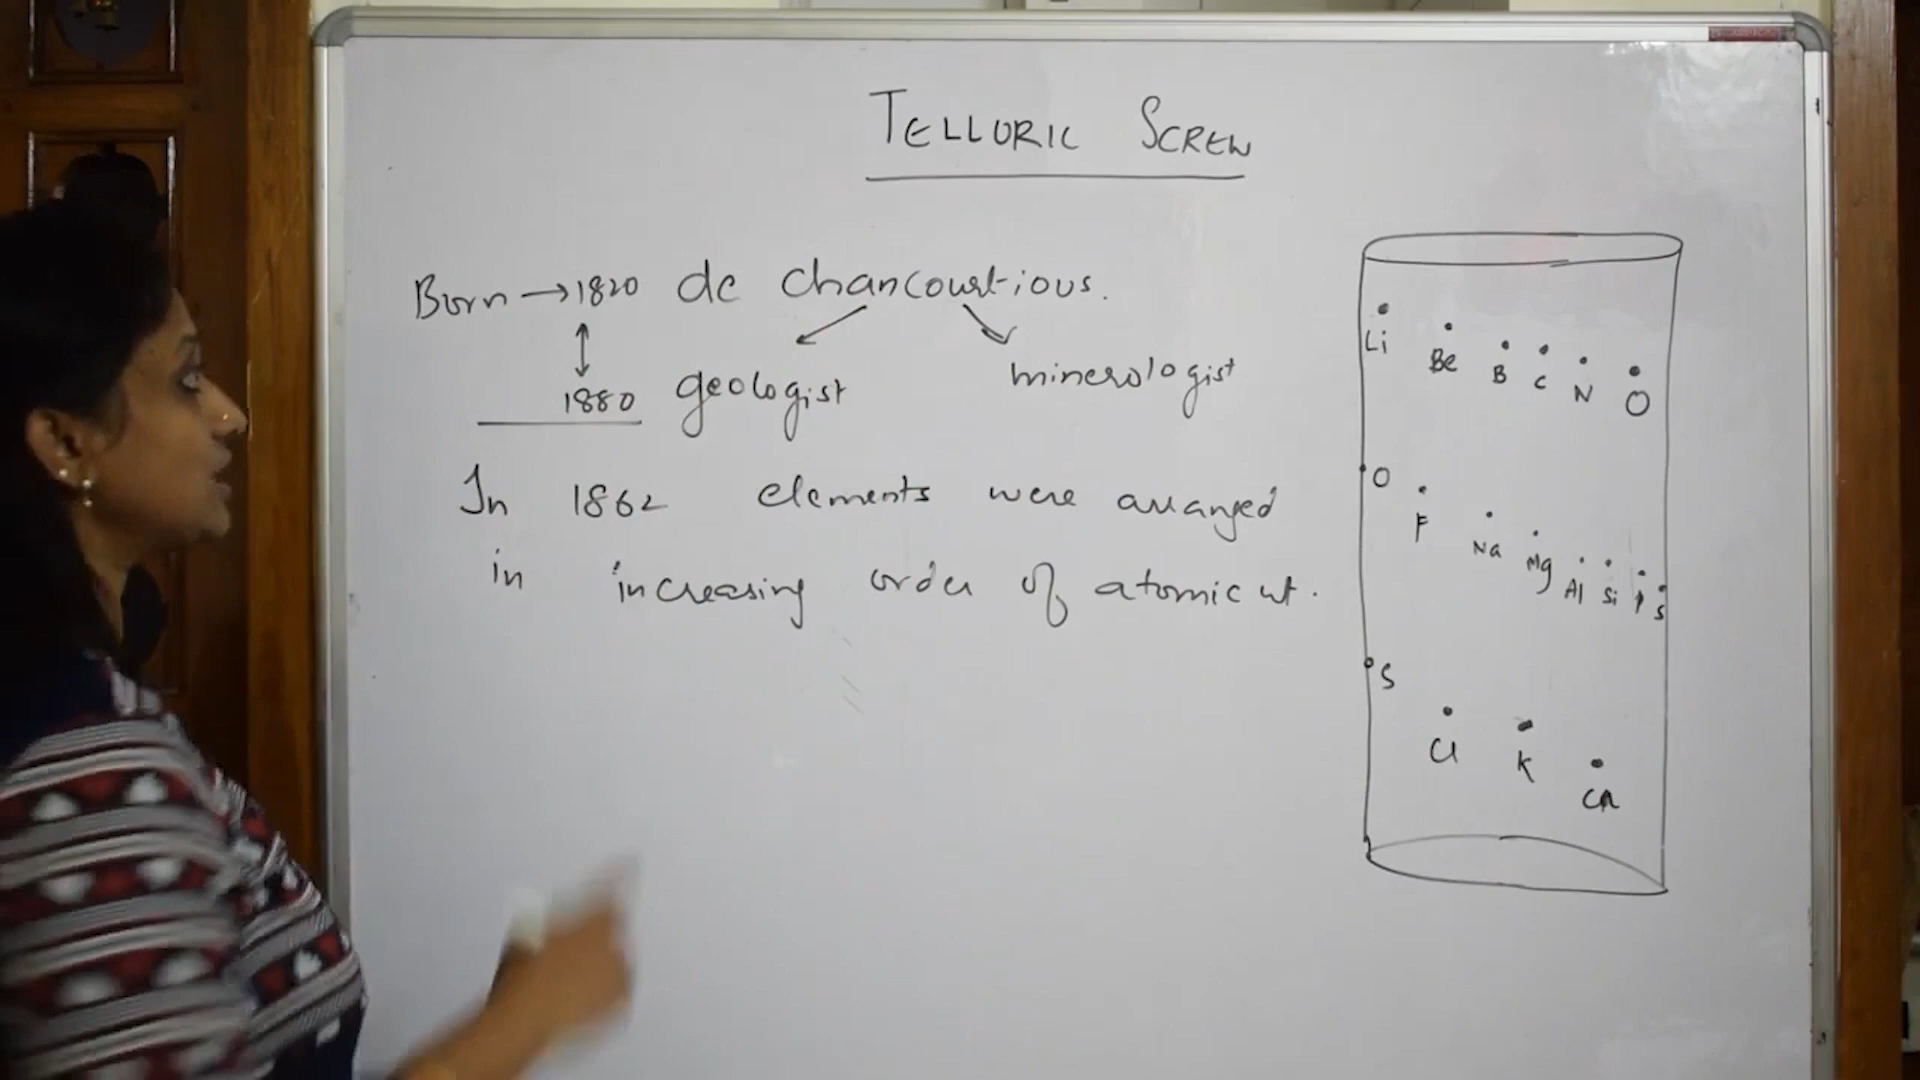 TELLURIC SCREW
Born → 1820 de chancourtious.
1880 geologist minerologist
In 1862 elements were arranged
in increasing order of atomic wt.
Li Be B C N O
O F Na Mg Al Si P S
S Cl K Ca